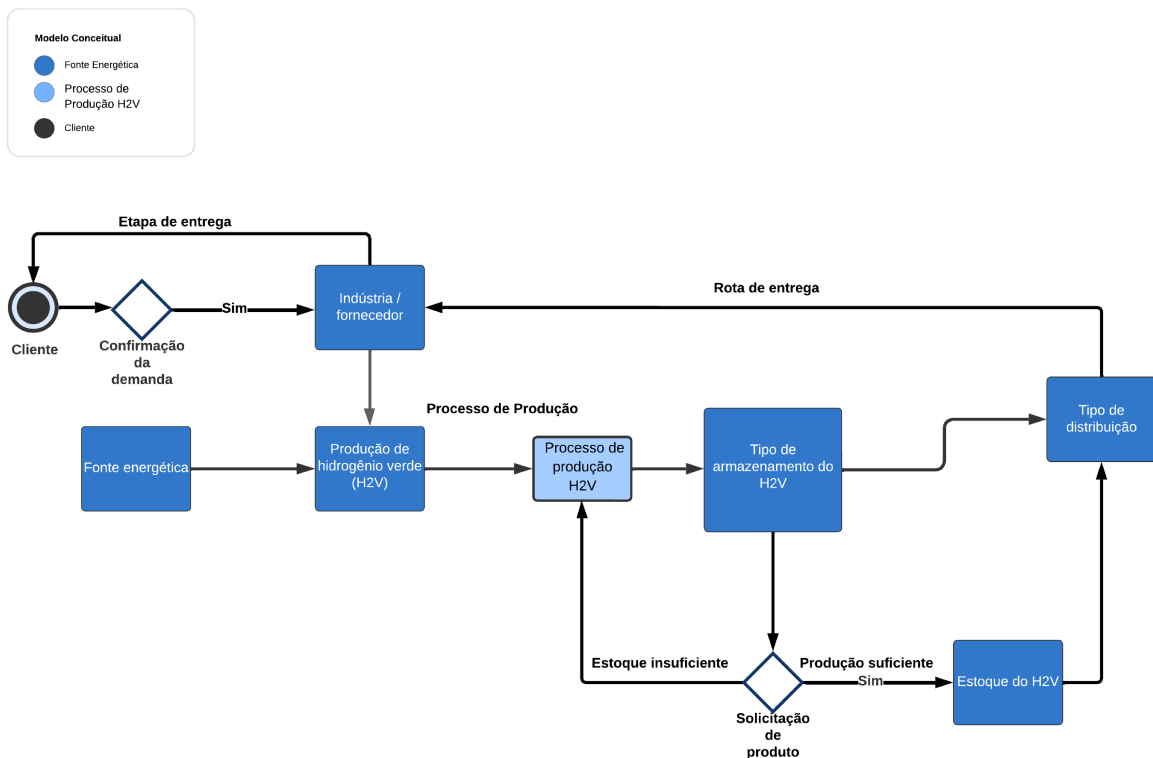 Modelo Conceitual
Fonte Energética
Processo de
Produção H2V
Cliente
Etapa de entrega
Rota de entrega
Indústria /
fornecedor
Sim
Cliente
Confirmação
da
demanda
Processo de Produção
Tipo de
distribuição
Fonte energética
Produção de
hidrogênio verde
(H2V)
Processo de
produção
H2V
Tipo de
armazenamento do
H2V
Estoque insuficiente
Produção suficiente
Sim
Estoque do H2V
Solicitação
de
produto